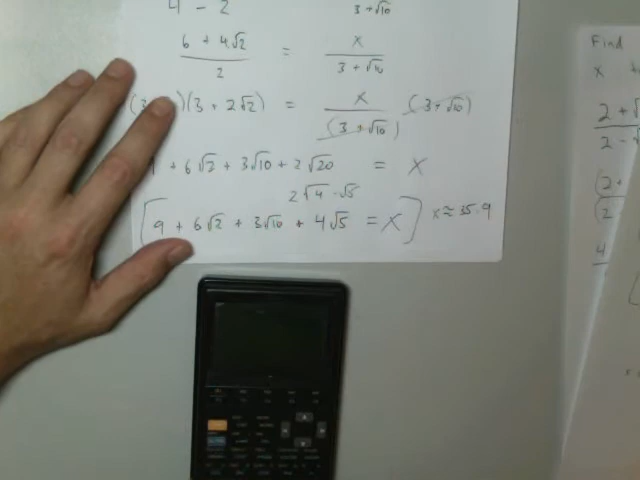 4 - 2
3 + √10
6 + 4√2 / 2 = x / 3 + √10
)(3 + 2√2) = x / (3 + √10) (3 + √10)
+ 6√2 + 3√10 + 2√20 = x
2√4 · √5
[9 + 6√2 + 3√10 + 4√5 = x] x ≈ 35.9
Find
x
2 + √
2 - √
(2 +
(2
4